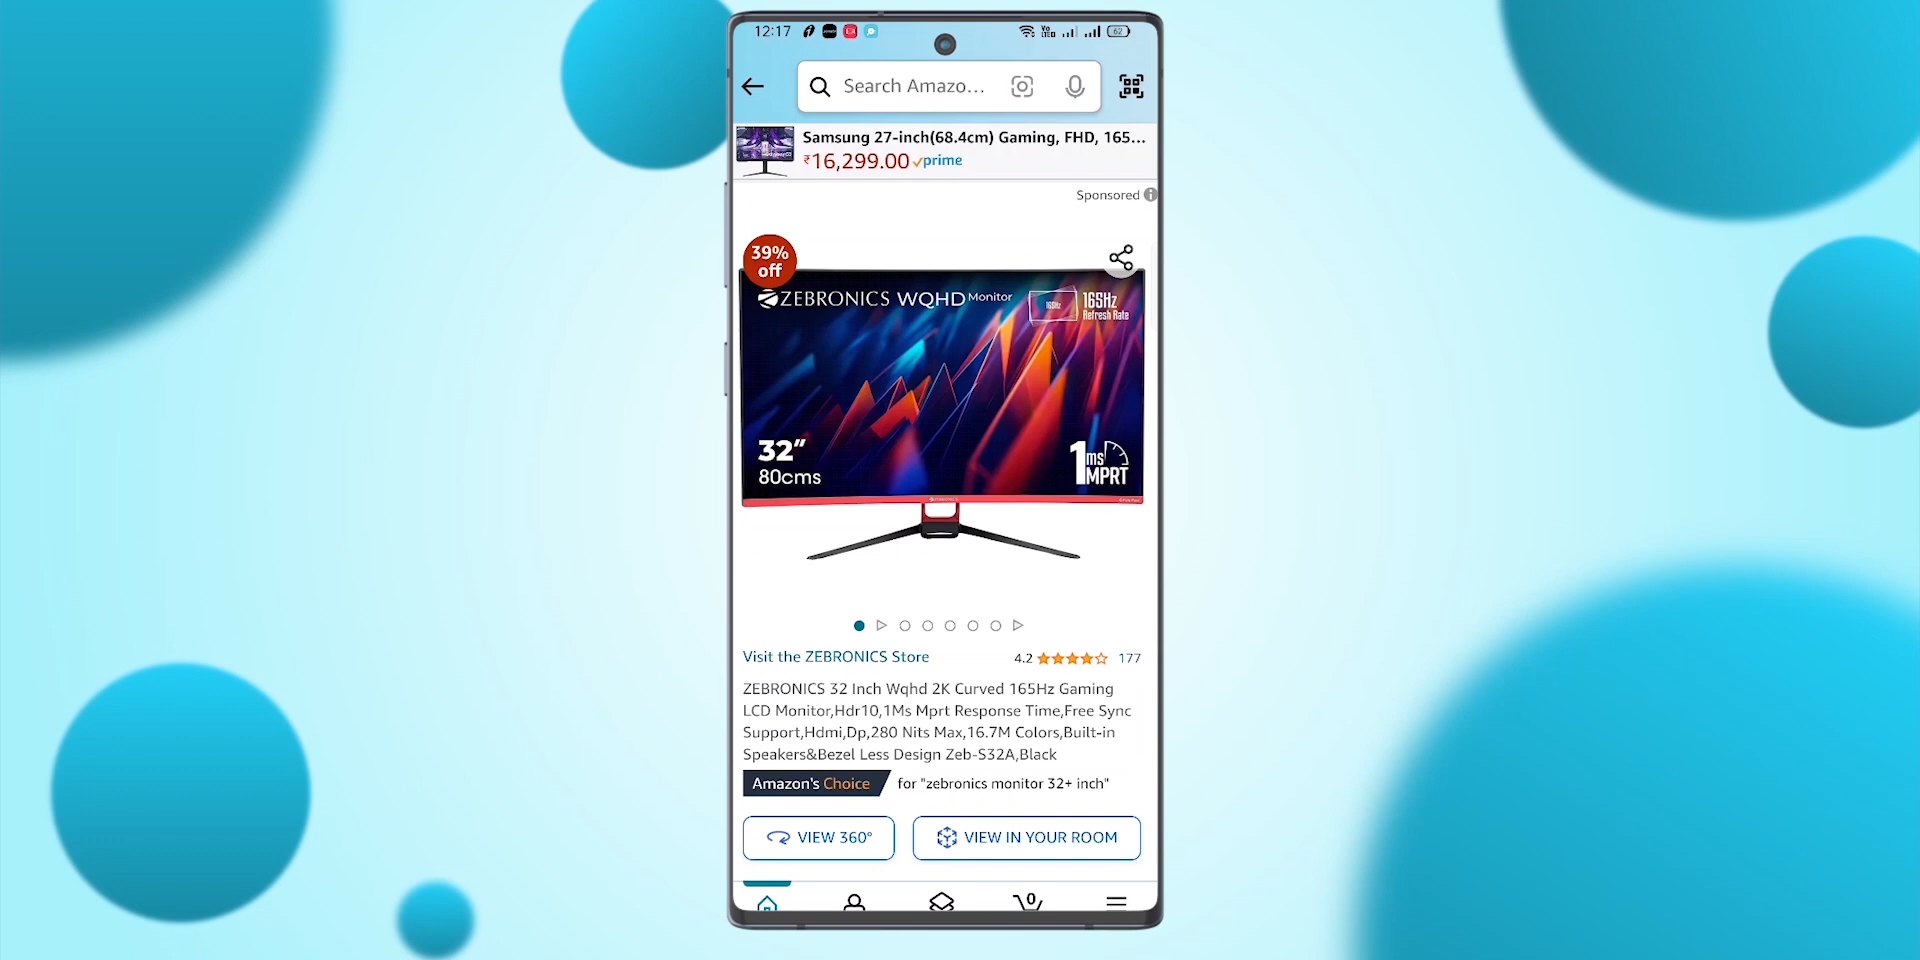 12:17
62
Search Amazo...
Samsung 27-inch(68.4cm) Gaming, FHD, 165...
₹16,299.00 prime
Sponsored
39%
off
ZEBRONICS WQHD Monitor
165Hz
165Hz
Refresh Rate
32"
80cms
1ms
MPRT
Visit the ZEBRONICS Store
4.2
177
ZEBRONICS 32 Inch Wqhd 2K Curved 165Hz Gaming
LCD Monitor,Hdr10,1Ms Mprt Response Time,Free Sync
Support,Hdmi,Dp,280 Nits Max,16.7M Colors,Built-in
Speakers&Bezel Less Design Zeb-S32A,Black
Amazon's Choice for "zebronics monitor 32+ inch"
VIEW 360°
VIEW IN YOUR ROOM
0